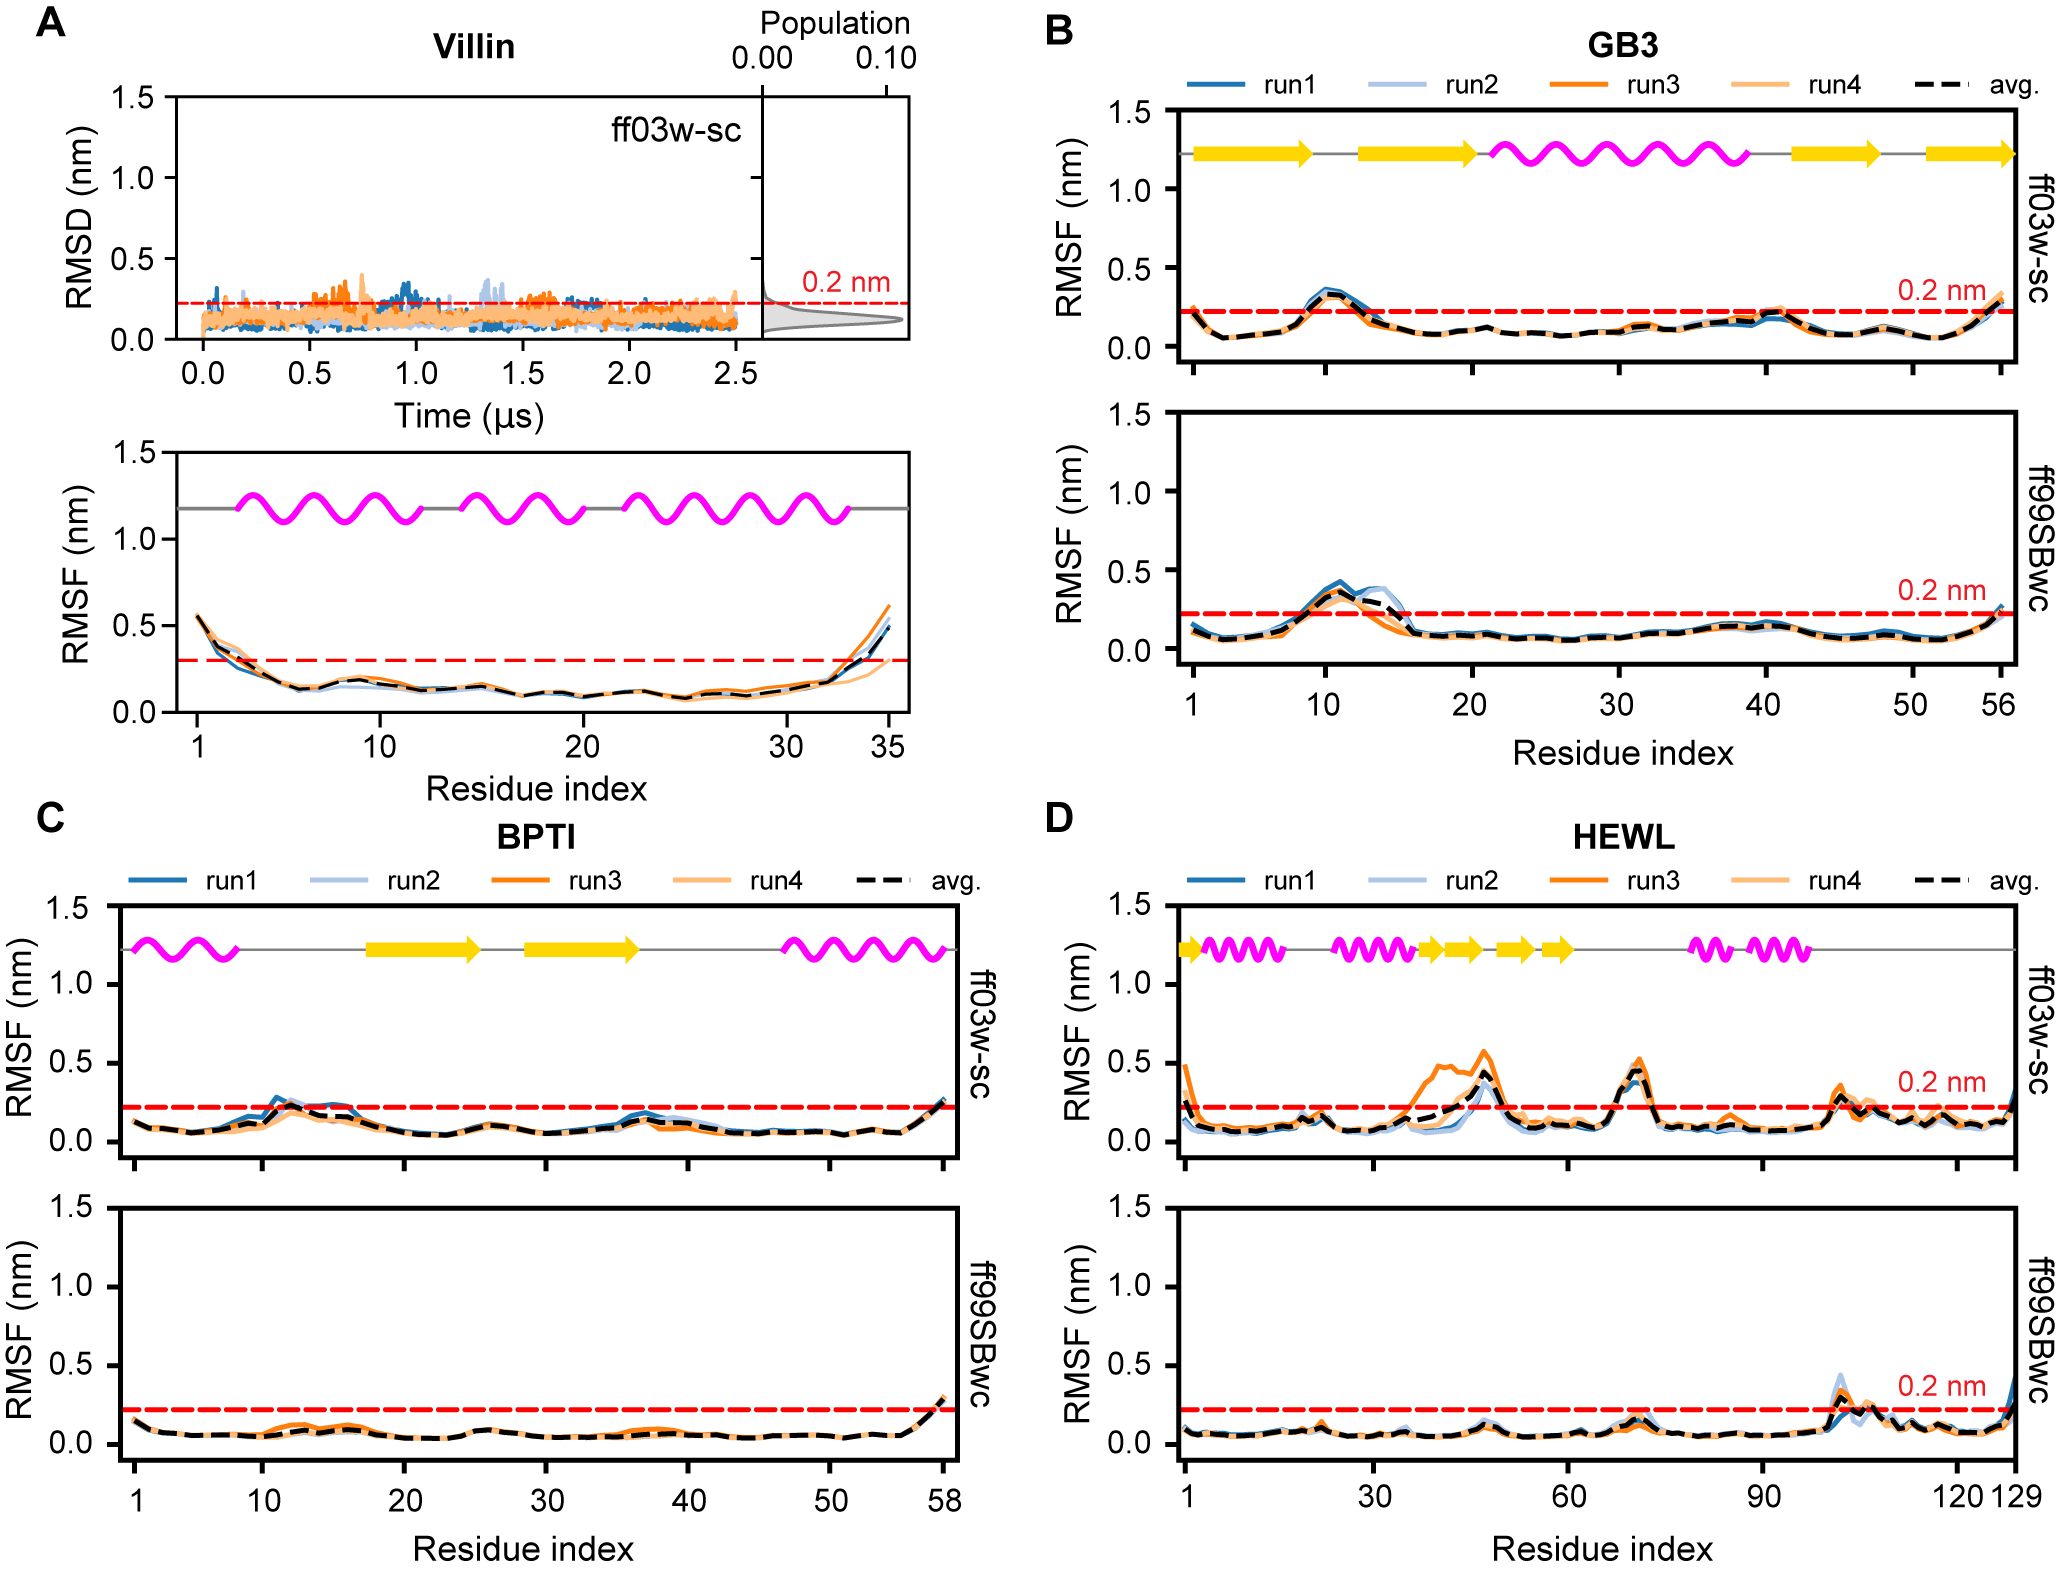 A
Villin
Population
0.00 0.10
1.5
1.0
0.5
0.0
RMSD (nm)
ff03w-sc
0.2 nm
0.0 0.5 1.0 1.5 2.0 2.5
Time (µs)
1.5
1.0
0.5
0.0
RMSF (nm)
1 10 20 30 35
Residue index
B
GB3
run1 run2 run3 run4 avg.
1.5
1.0
0.5
0.0
RMSF (nm)
0.2 nm
ff03w-sc
1.5
1.0
0.5
0.0
RMSF (nm)
0.2 nm
ff99SBwc
1 10 20 30 40 50 56
Residue index
C
BPTI
run1 run2 run3 run4 avg.
1.5
1.0
0.5
0.0
RMSF (nm)
ff03w-sc
1.5
1.0
0.5
0.0
RMSF (nm)
ff99SBwc
1 10 20 30 40 50 58
Residue index
D
HEWL
run1 run2 run3 run4 avg.
1.5
1.0
0.5
0.0
RMSF (nm)
0.2 nm
ff03w-sc
1.5
1.0
0.5
0.0
RMSF (nm)
0.2 nm
ff99SBwc
1 30 60 90 120 129
Residue index